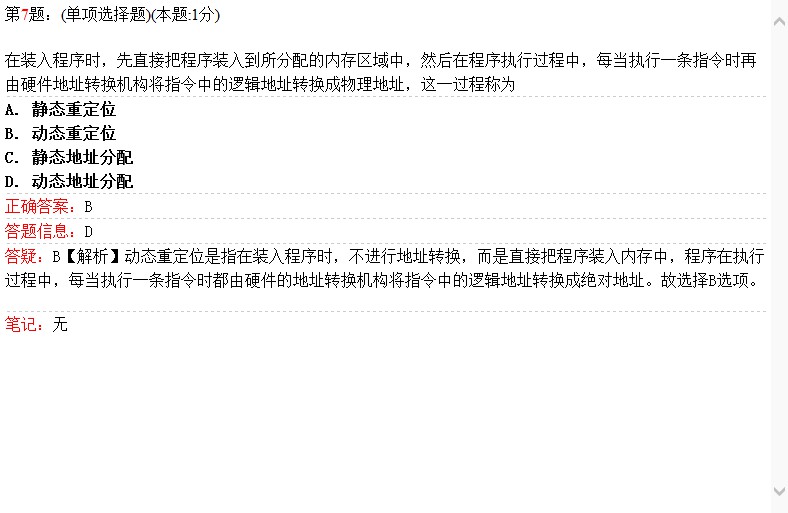 第7题：(单项选择题)(本题:1分)
在装入程序时，先直接把程序装入到所分配的内存区域中，然后在程序执行过程中，每当执行一条指令时再
由硬件地址转换机构将指令中的逻辑地址转换成物理地址，这一过程称为
A. 静态重定位
B. 动态重定位
C. 静态地址分配
D. 动态地址分配
正确答案：B
答题信息：D
答疑：B【解析】动态重定位是指在装入程序时，不进行地址转换，而是直接把程序装入内存中，程序在执行
过程中，每当执行一条指令时都由硬件的地址转换机构将指令中的逻辑地址转换成绝对地址。故选择B选项。
笔记：无